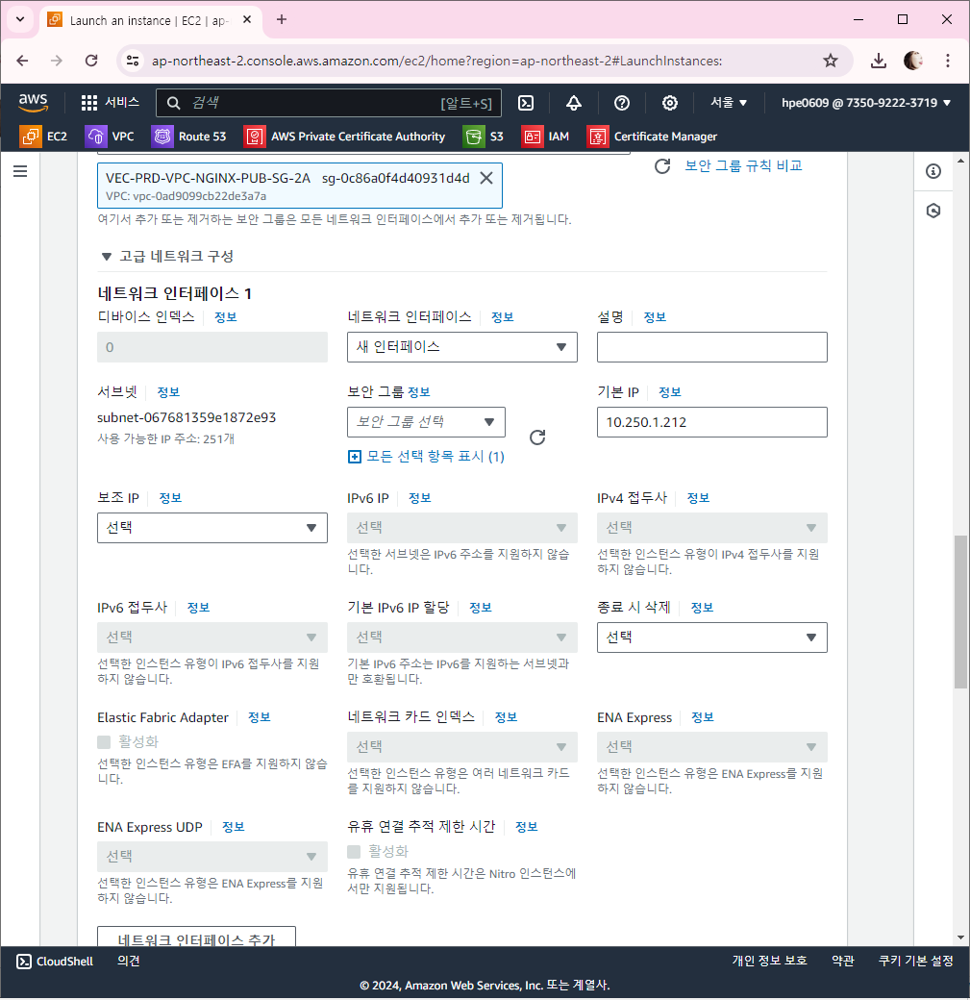 Launch an instance | EC2 | ap-
ap-northeast-2.console.aws.amazon.com/ec2/home?region=ap-northeast-2#LaunchInstances:
aws 서비스 검색 [알트+S] 서울 hpe0609 @ 7350-9222-3719
EC2 VPC Route 53 AWS Private Certificate Authority S3 IAM Certificate Manager
VEC-PRD-VPC-NGINX-PUB-SG-2A sg-0c86a0f4d40931d4d
VPC: vpc-0ad9099cb22de3a7a
보안 그룹 규칙 비교
여기서 추가 또는 제거하는 보안 그룹은 모든 네트워크 인터페이스에서 추가 또는 제거됩니다.
고급 네트워크 구성
네트워크 인터페이스 1
디바이스 인덱스 정보
0
네트워크 인터페이스 정보
새 인터페이스
설명 정보
서브넷 정보
subnet-067681359e1872e93
사용 가능한 IP 주소: 251개
보안 그룹 정보
보안 그룹 선택
모든 선택 항목 표시 (1)
기본 IP 정보
10.250.1.212
보조 IP 정보
선택
IPv6 IP 정보
선택
선택한 서브넷은 IPv6 주소를 지원하지 않습
니다.
IPv4 접두사 정보
선택
선택한 인스턴스 유형이 IPv4 접두사를 지원
하지 않습니다.
IPv6 접두사 정보
선택
선택한 인스턴스 유형이 IPv6 접두사를 지원
하지 않습니다.
기본 IPv6 IP 할당 정보
선택
기본 IPv6 주소는 IPv6를 지원하는 서브넷과
만 호환됩니다.
종료 시 삭제 정보
선택
Elastic Fabric Adapter 정보
활성화
선택한 인스턴스 유형은 EFA를 지원하지 않습
니다.
네트워크 카드 인덱스 정보
선택
선택한 인스턴스 유형은 여러 네트워크 카드
를 지원하지 않습니다.
ENA Express 정보
선택
선택한 인스턴스 유형은 ENA Express를 지원
하지 않습니다.
ENA Express UDP 정보
선택
선택한 인스턴스 유형은 ENA Express를 지원
하지 않습니다.
유휴 연결 추적 제한 시간 정보
활성화
유휴 연결 추적 제한 시간은 Nitro 인스턴스에
서만 지원됩니다.
네트워크 인터페이스 추가
CloudShell 의견 개인 정보 보호 약관 쿠키 기본 설정
© 2024, Amazon Web Services, Inc. 또는 계열사.